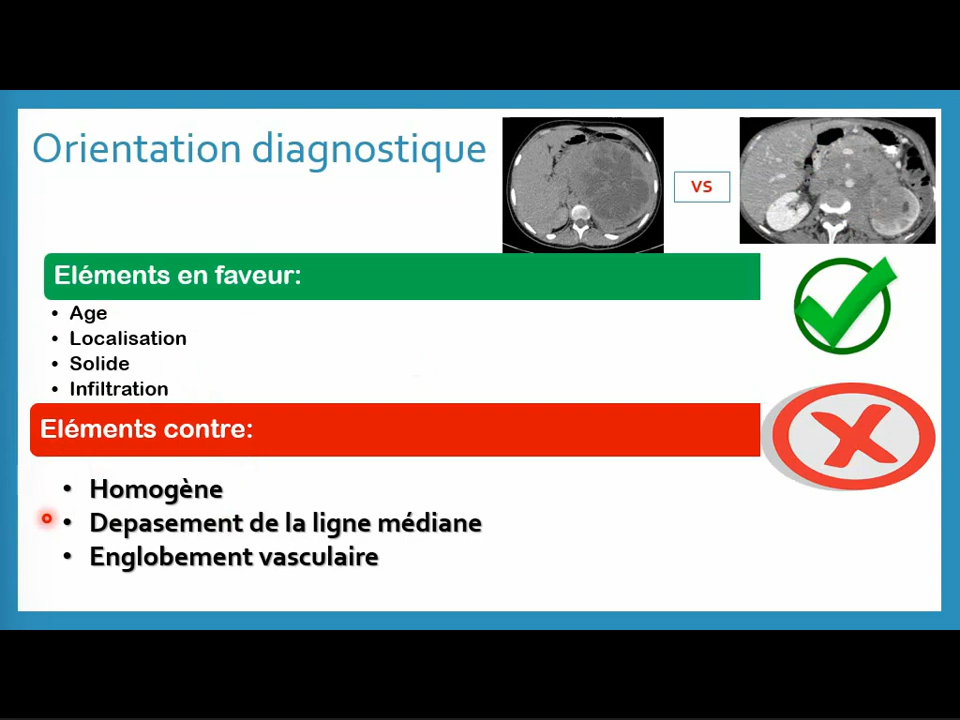 Orientation diagnostique
VS
Eléments en faveur:
• Age
• Localisation
• Solide
• Infiltration
Eléments contre:
• Homogène
• Depasement de la ligne médiane
• Englobement vasculaire